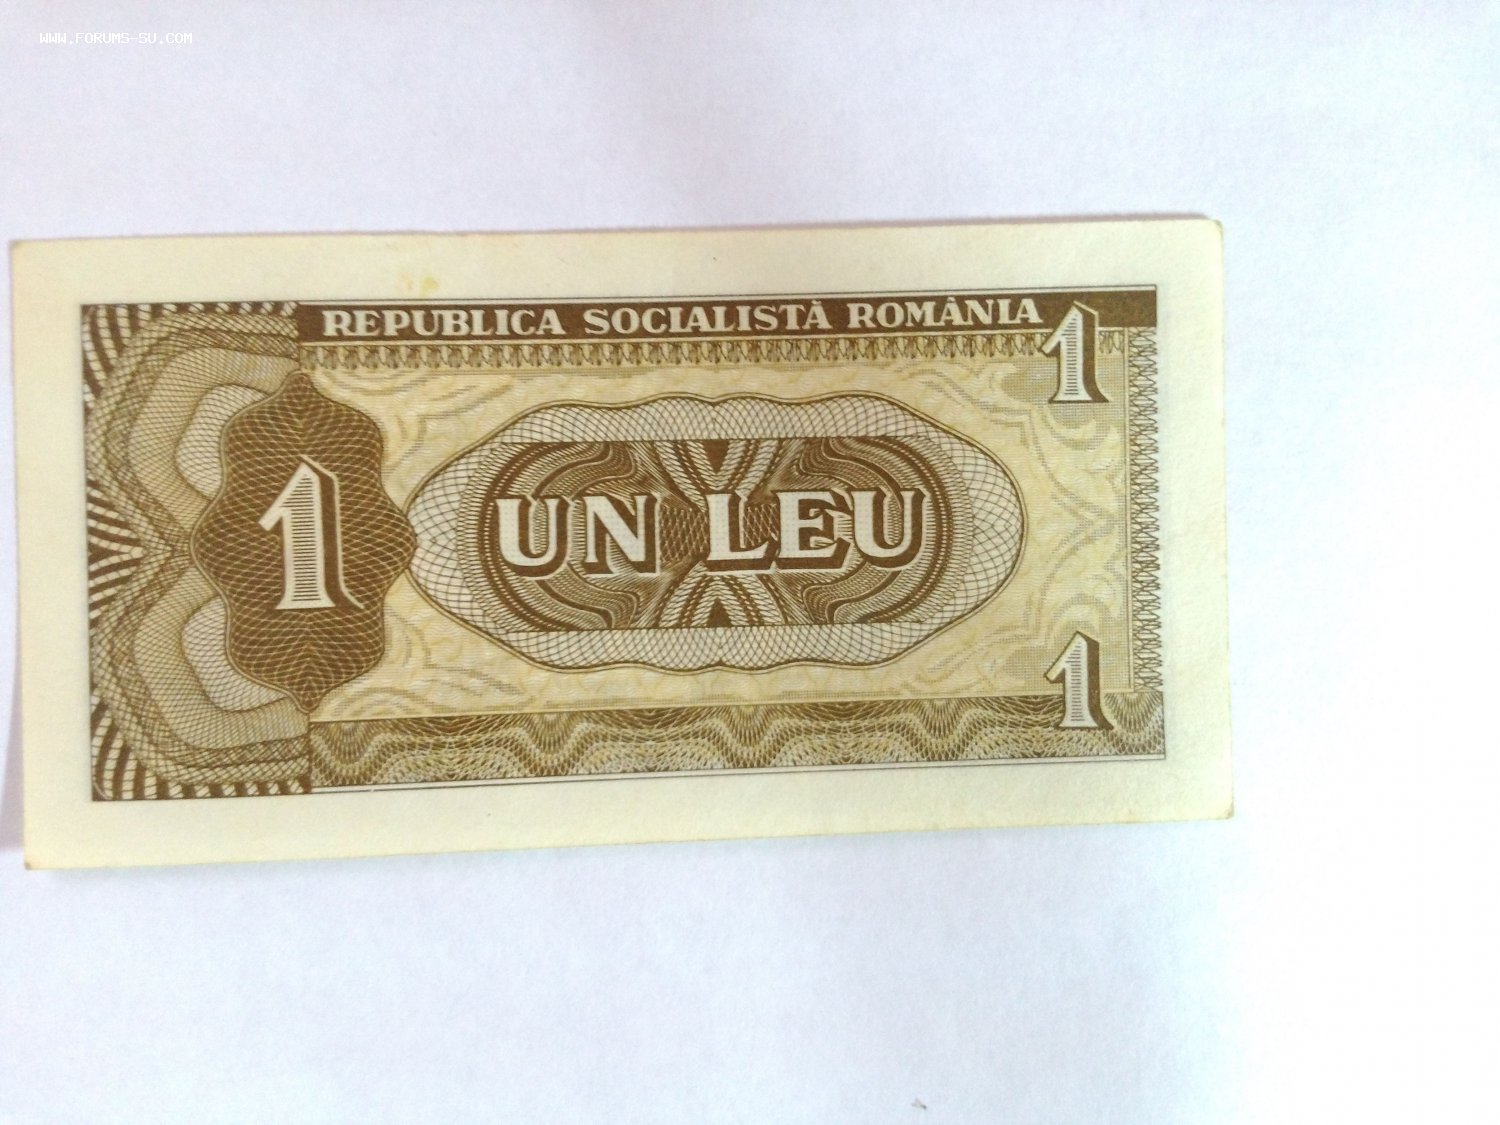 WWW.FORUMS-SU.COM
REPUBLICA SOCIALISTĂ ROMÂNIA
1
1
UN LEU
1